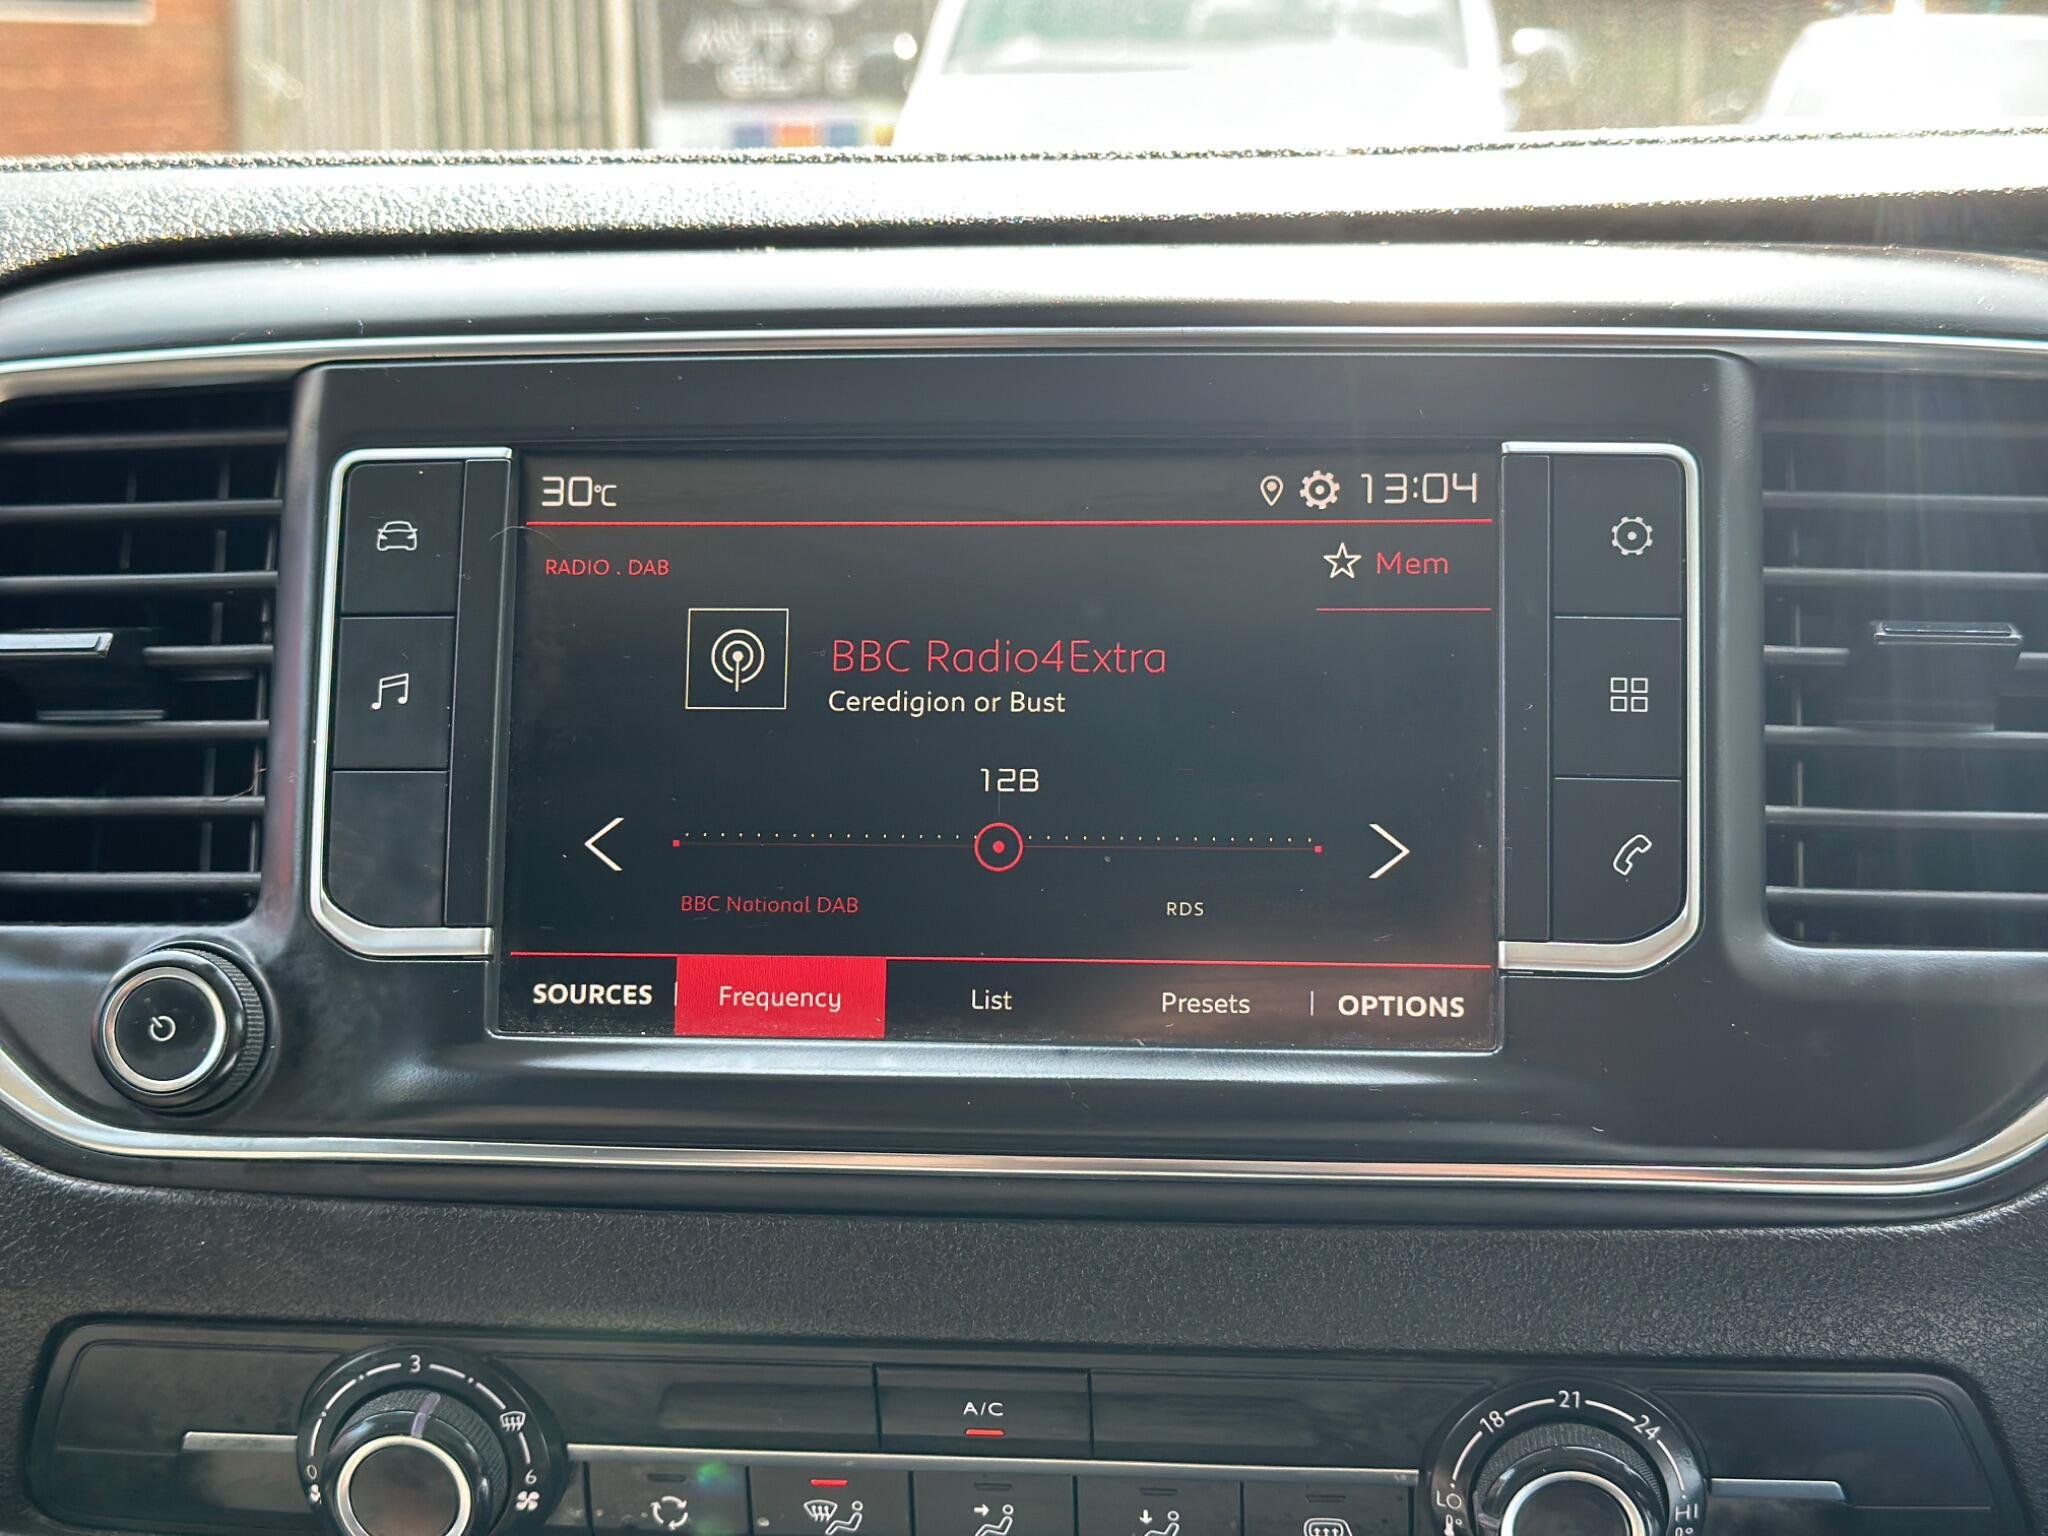 30°C
13:04
RADIO . DAB
Mem
BBC Radio4Extra
Ceredigion or Bust
12B
BBC National DAB
RDS
SOURCES
Frequency
List
Presets
OPTIONS
3
0
6
A/C
21
18
24
LO
HI